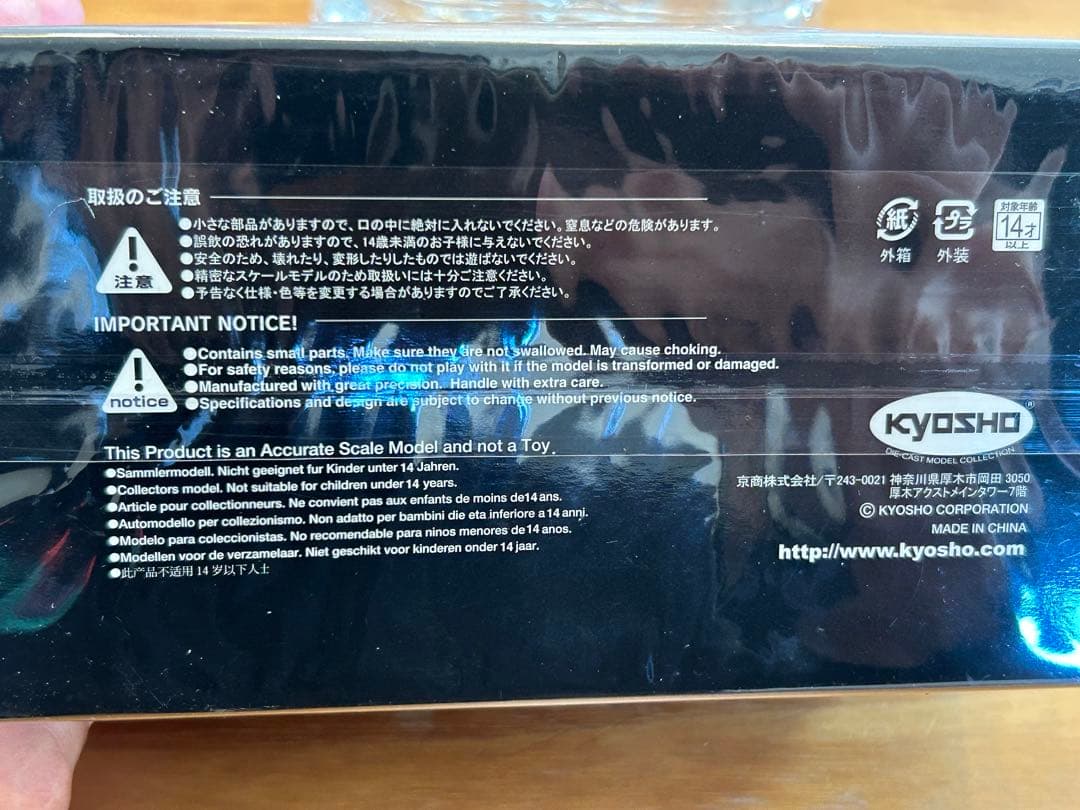 取扱のご注意
注意
●小さな部品がありますので、口の中に絶対に入れないでください。窒息などの危険があります。
●誤飲の恐れがありますので、14歳未満のお子様に与えないでください。
●安全のため、壊れたり、変形したりしたものでは遊ばないでください。
●精密なスケールモデルのため取扱いには十分ご注意ください。
●予告なく仕様・色等を変更する場合がありますのでご了承ください。
紙
外箱
プラ
外装
対象年齢
14才
以上
IMPORTANT NOTICE!
notice
●Contains small parts. Make sure they are not swallowed. May cause choking.
●For safety reasons, please do not play with it if the model is transformed or damaged.
●Manufactured with great precision. Handle with extra care.
●Specifications and design are subject to change without previous notice.
This Product is an Accurate Scale Model and not a Toy.
●Sammlermodell. Nicht geeignet fur Kinder unter 14 Jahren.
●Collectors model. Not suitable for children under 14 years.
●Article pour collectionneurs. Ne convient pas aux enfants de moins de14 ans.
●Automodello per collezionismo. Non adatto per bambini die eta inferiore a 14 anni.
●Modelo para coleccionistas. No recomendable para ninos menores de 14 anos.
●Modellen voor de verzamelaar. Niet geschikt voor kinderen onder 14 jaar.
●此产品不适用 14 岁以下人士
KYOSHO®
DIE-CAST MODEL COLLECTION
京商株式会社/〒243-0021 神奈川県厚木市岡田 3050
厚木アクストメインタワー7階
© KYOSHO CORPORATION
MADE IN CHINA
http://www.kyosho.com